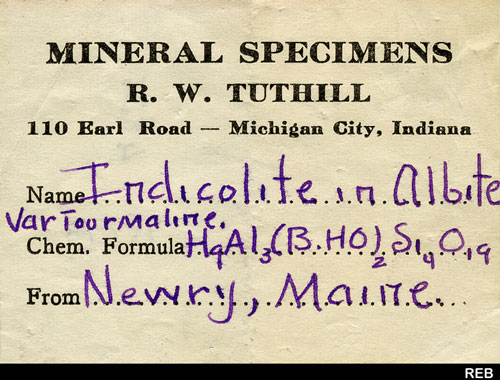 MINERAL SPECIMENS
R. W. TUTHILL
110 Earl Road — Michigan City, Indiana
Name Indicolite in Albite
Var Tourmaline.
Chem. Formula H9Al3(B.HO)2Si4O19
From Newry, Maine.
REB